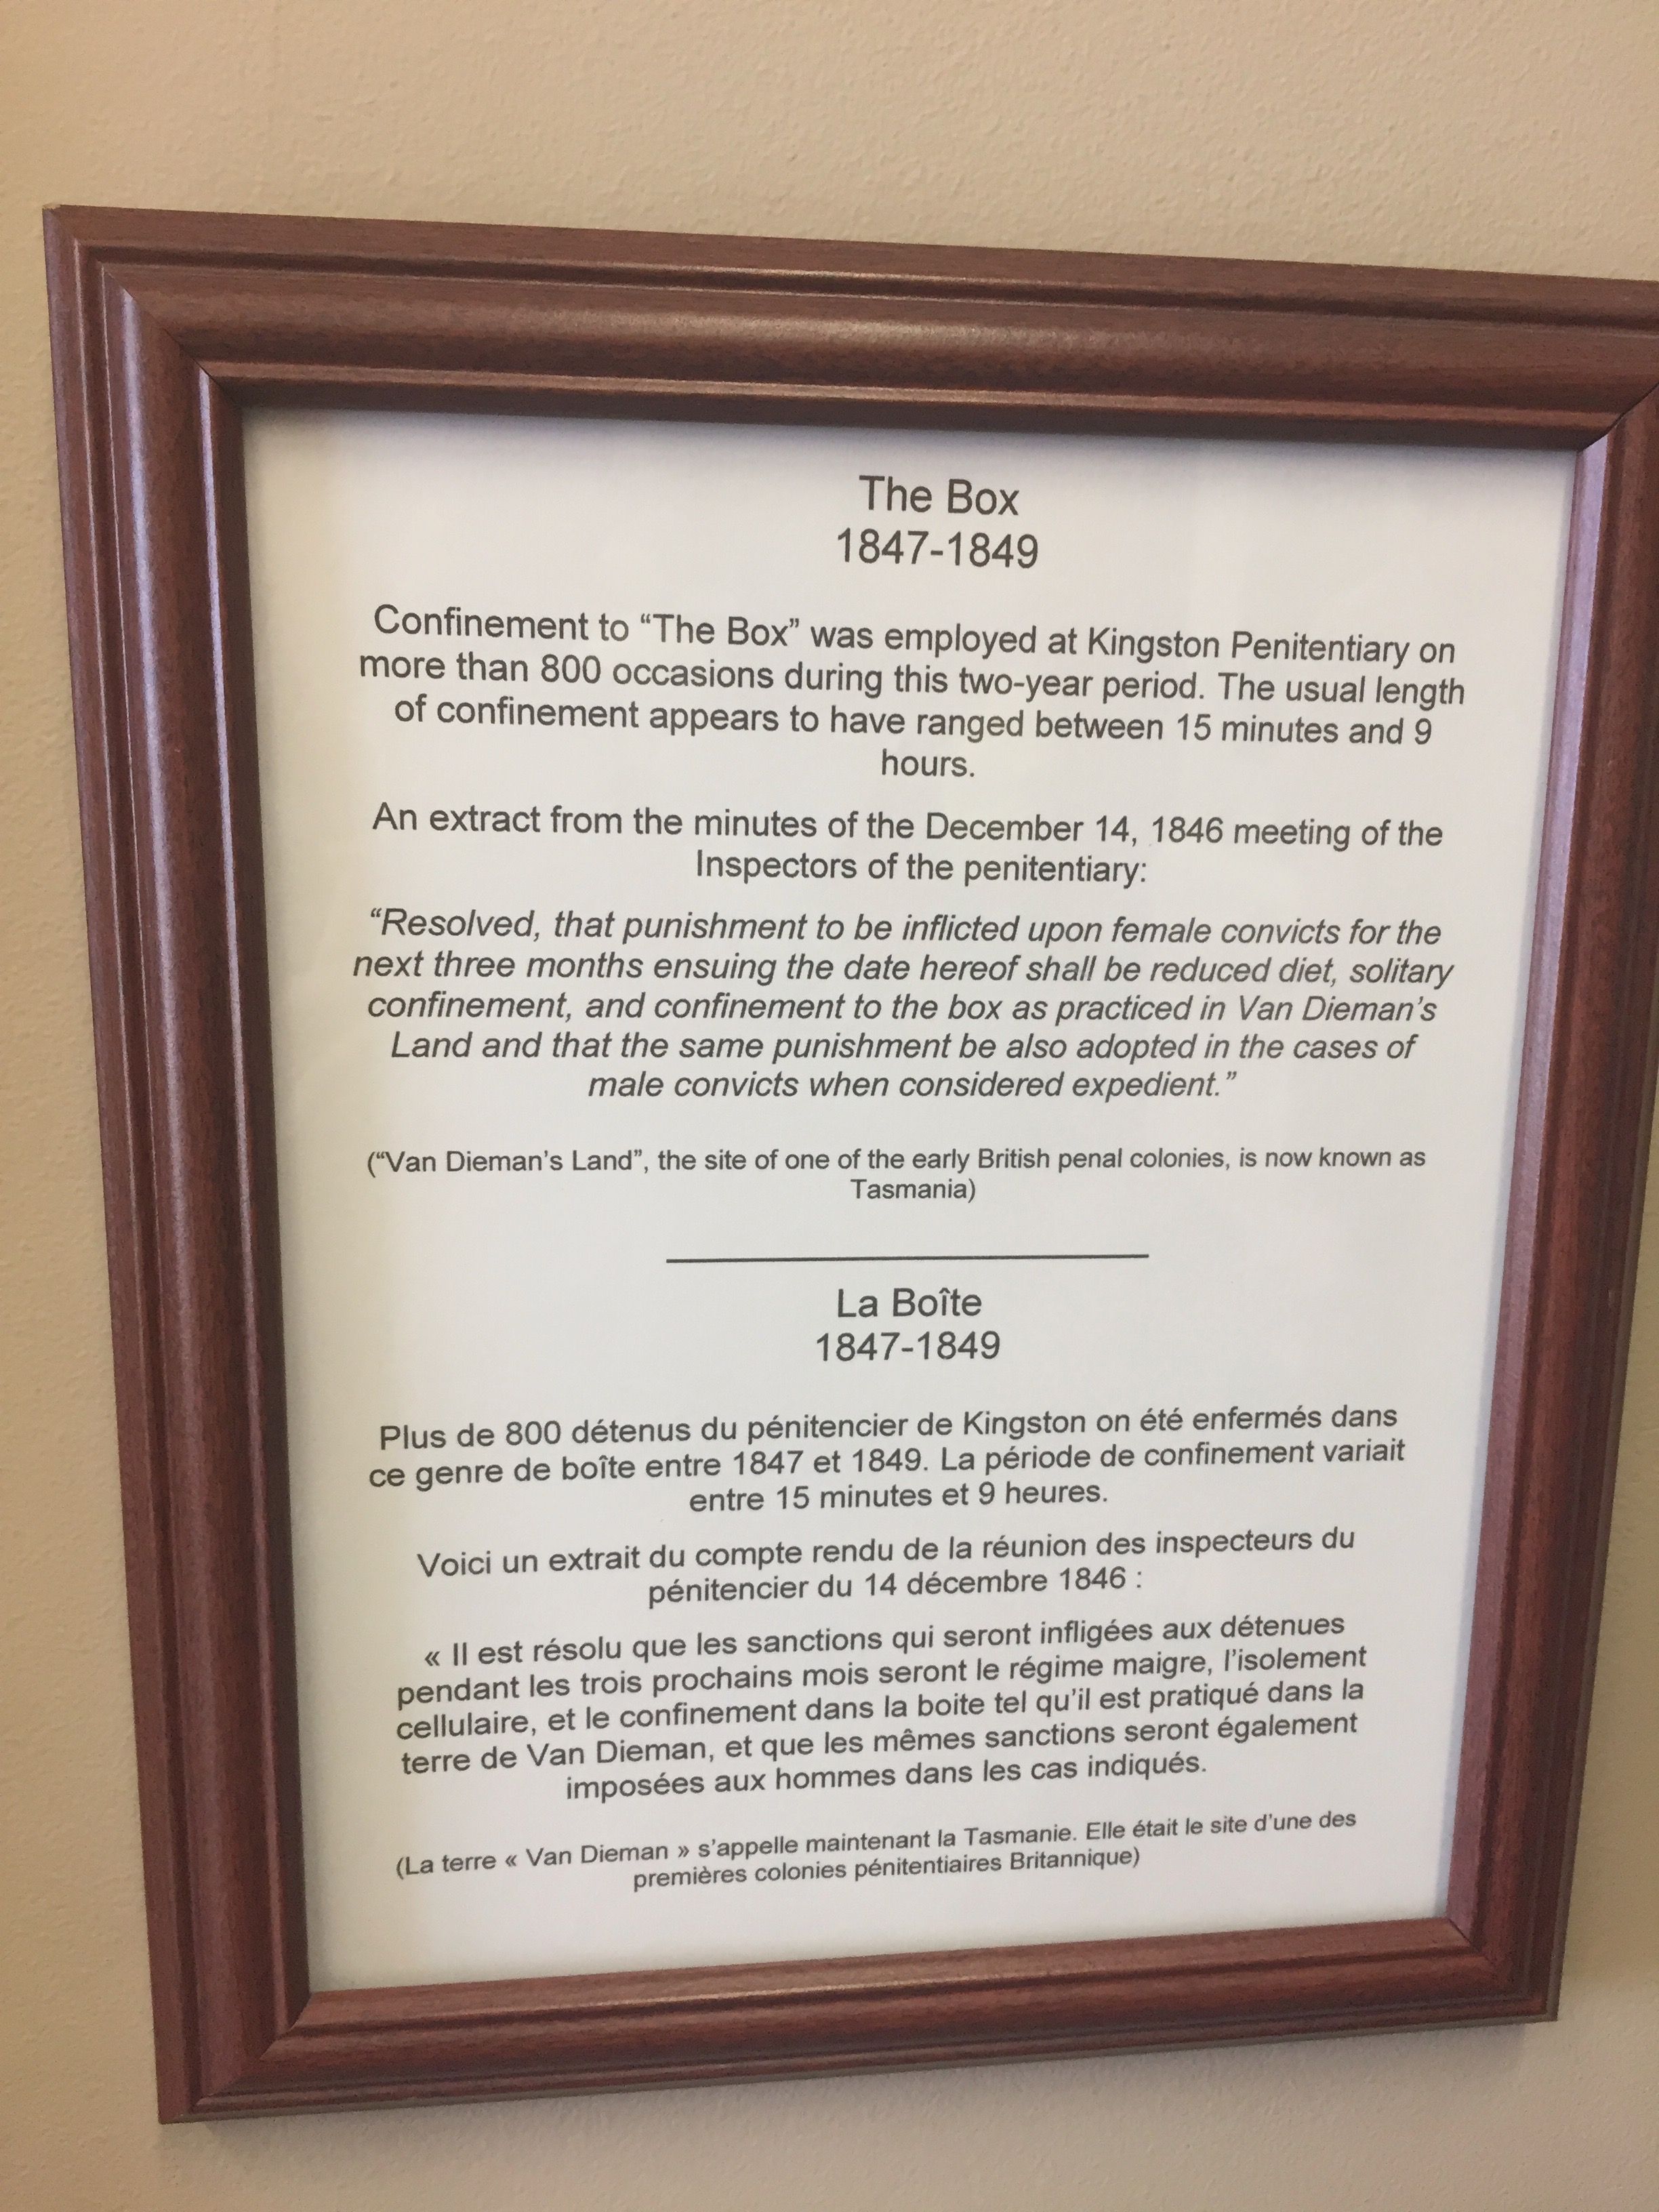 The Box
1847-1849
Confinement to “The Box” was employed at Kingston Penitentiary on
more than 800 occasions during this two-year period. The usual length
of confinement appears to have ranged between 15 minutes and 9
hours.
An extract from the minutes of the December 14, 1846 meeting of the
Inspectors of the penitentiary:
“Resolved, that punishment to be inflicted upon female convicts for the
next three months ensuing the date hereof shall be reduced diet, solitary
confinement, and confinement to the box as practiced in Van Dieman’s
Land and that the same punishment be also adopted in the cases of
male convicts when considered expedient.”
(“Van Dieman’s Land”, the site of one of the early British penal colonies, is now known as
Tasmania)
La Boîte
1847-1849
Plus de 800 détenus du pénitencier de Kingston on été enfermés dans
ce genre de boîte entre 1847 et 1849. La période de confinement variait
entre 15 minutes et 9 heures.
Voici un extrait du compte rendu de la réunion des inspecteurs du
pénitencier du 14 décembre 1846 :
« Il est résolu que les sanctions qui seront infligées aux détenues
pendant les trois prochains mois seront le régime maigre, l’isolement
cellulaire, et le confinement dans la boite tel qu’il est pratiqué dans la
terre de Van Dieman, et que les mêmes sanctions seront également
imposées aux hommes dans les cas indiqués.
(La terre « Van Dieman » s’appelle maintenant la Tasmanie. Elle était le site d’une des
premières colonies pénitentiaires Britannique)